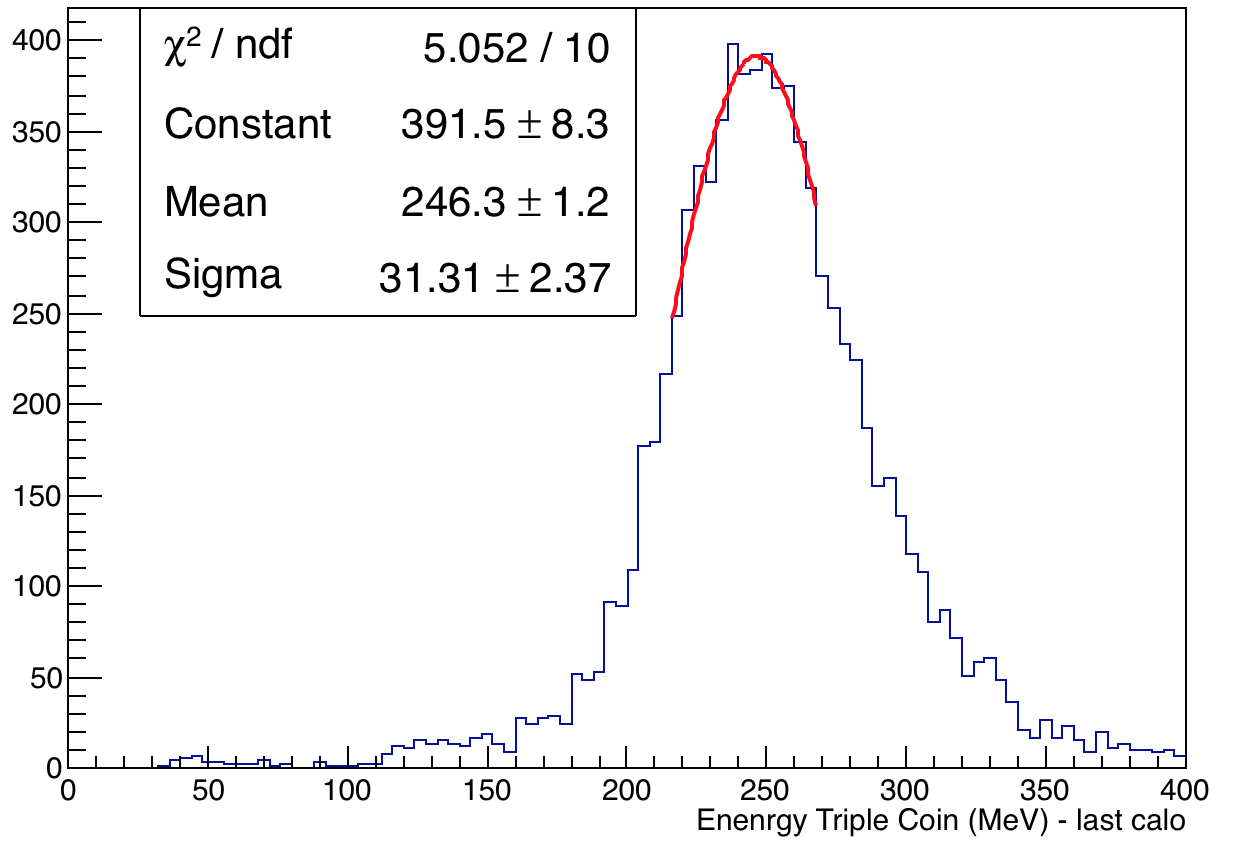 χ² / ndf 5.052 / 10
Constant 391.5 ± 8.3
Mean 246.3 ± 1.2
Sigma 31.31 ± 2.37
400
350
300
250
200
150
100
50
0
0 50 100 150 200 250 300 350 400
Enenrgy Triple Coin (MeV) - last calo